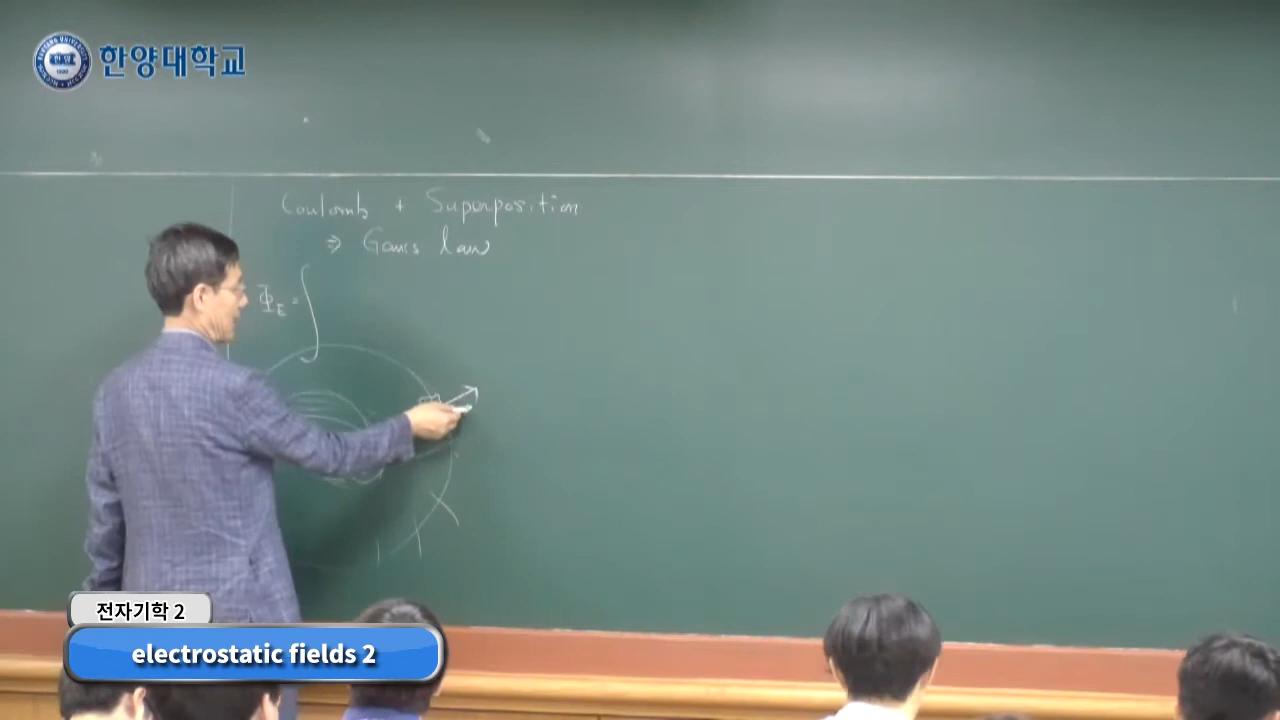 한양대학교
Coulomb + Superposition
⇒ Gauss law
Φ_E = ∫
전자기학 2
electrostatic fields 2